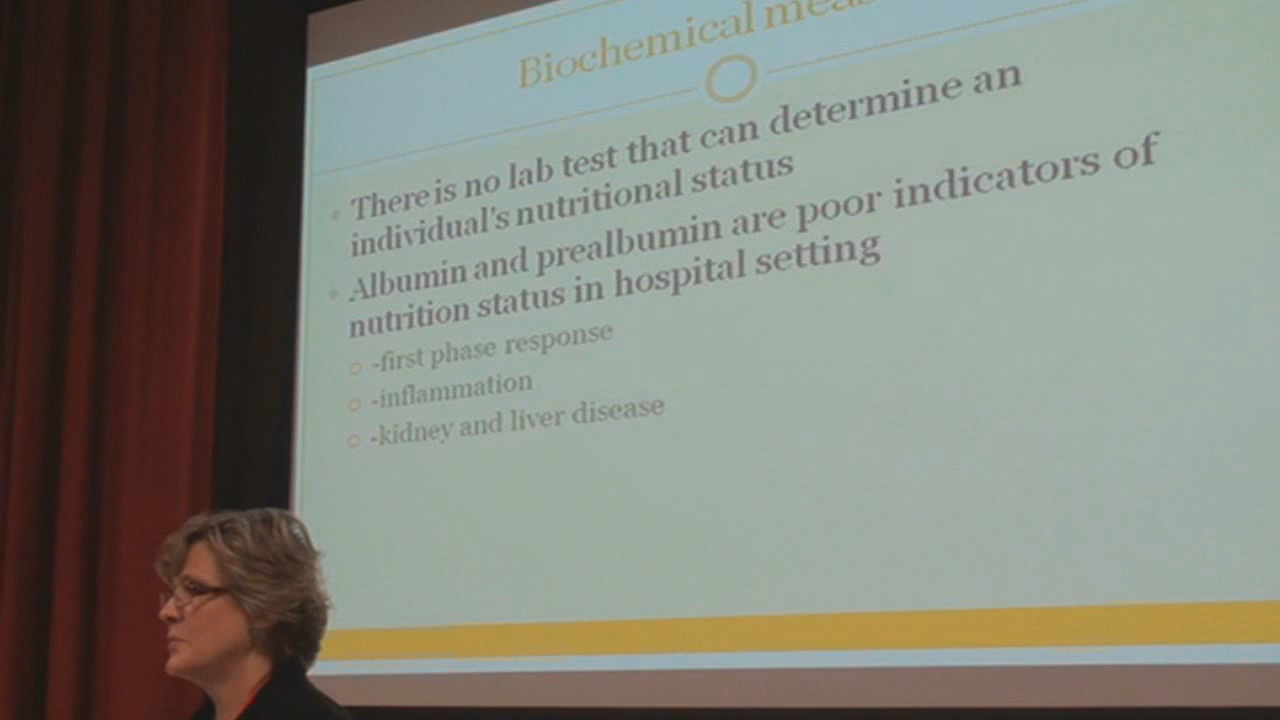 Biochemical
There is no lab test that can determine an
individual's nutritional status
Albumin and prealbumin are poor indicators of
nutrition status in hospital setting
-first phase response
-inflammation
-kidney and liver disease